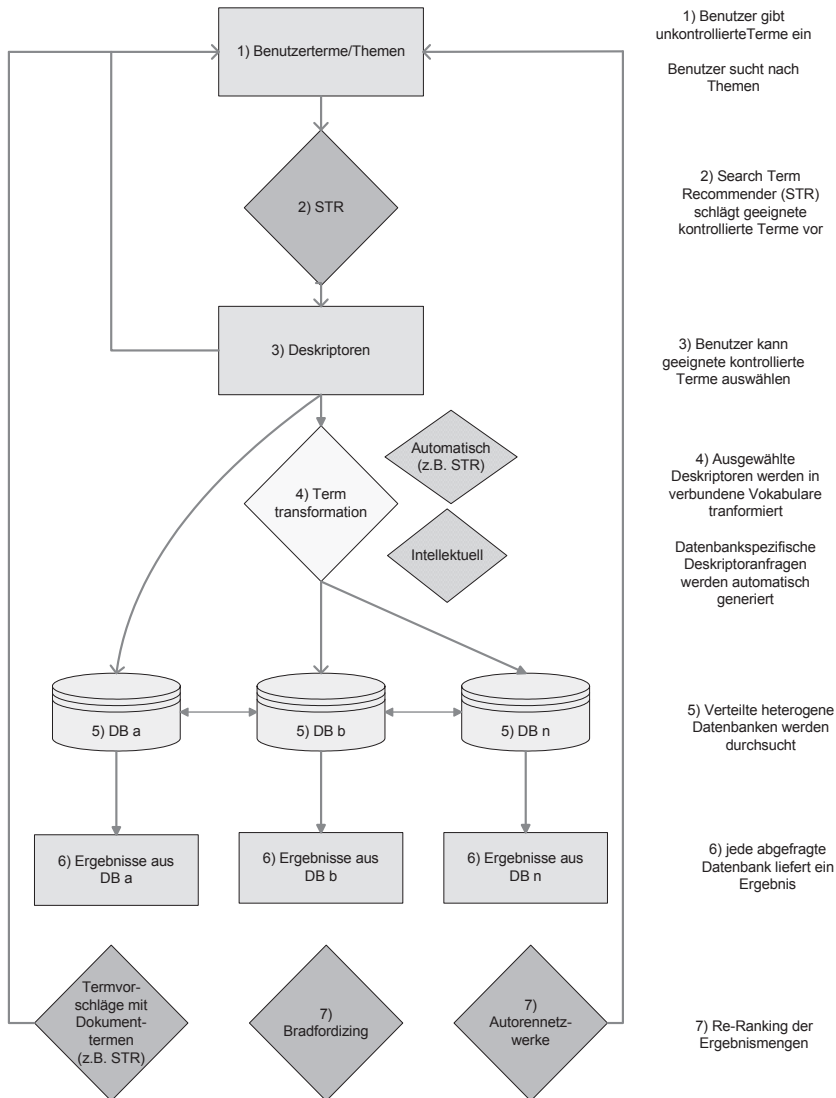 1) Benutzerterme/Themen
1) Benutzer gibt
unkontrollierteTerme ein
Benutzer sucht nach
Themen
2) STR
2) Search Term
Recommender (STR)
schlägt geeignete
kontrollierte Terme vor
3) Deskriptoren
3) Benutzer kann
geeignete kontrollierte
Terme auswählen
4) Term
transformation
Automatisch
(z.B. STR)
Intellektuell
4) Ausgewählte
Deskriptoren werden in
verbundene Vokabulare
tranformiert
Datenbankspezifische
Deskriptoranfragen
werden automatisch
generiert
5) DB a
5) DB b
5) DB n
5) Verteilte heterogene
Datenbanken werden
durchsucht
6) Ergebnisse aus
DB a
6) Ergebnisse aus
DB b
6) Ergebnisse aus
DB n
6) jede abgefragte
Datenbank liefert ein
Ergebnis
Termvor-
schläge mit
Dokument-
termen
(z.B. STR)
7)
Bradfordizing
7)
Autorennetz-
werke
7) Re-Ranking der
Ergebnismengen